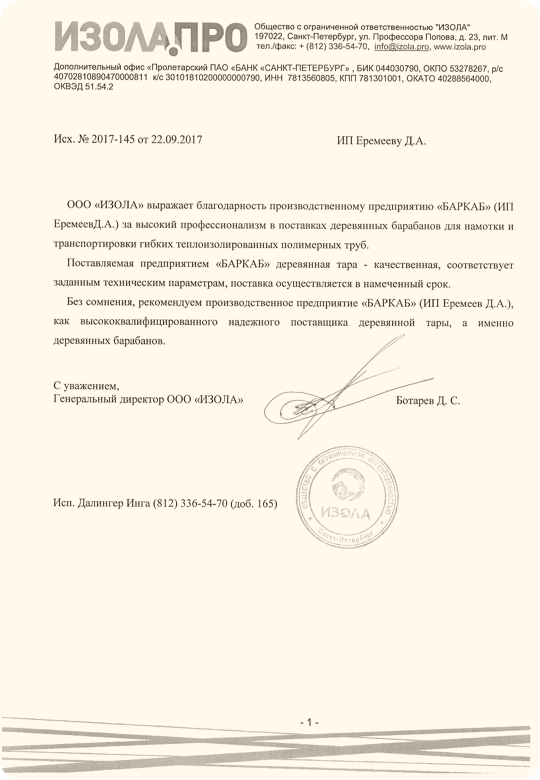 ИЗОЛА.ПРО
Общество с ограниченной ответственностью "ИЗОЛА"
197022, Санкт-Петербург, ул. Профессора Попова, д. 23, лит. М
тел./факс: + (812) 336-54-70, info@izola.pro, www.izola.pro
Дополнительный офис «Пролетарский ПАО «БАНК «САНКТ-ПЕТЕРБУРГ» , БИК 044030790, ОКПО 53278267, р/с
40702810890470000811 к/с 30101810200000000790, ИНН 7813560805, КПП 781301001, ОКАТО 40288564000,
ОКВЭД 51.54.2
Исх. № 2017-145 от 22.09.2017
ИП Еремееву Д.А.
ООО «ИЗОЛА» выражает благодарность производственному предприятию «БАРКАБ» (ИП
ЕремеевД.А.) за высокий профессионализм в поставках деревянных барабанов для намотки и
транспортировки гибких теплоизолированных полимерных труб.
Поставляемая предприятием «БАРКАБ» деревянная тара - качественная, соответствует
заданным техническим параметрам, поставка осуществляется в намеченный срок.
Без сомнения, рекомендуем производственное предприятие «БАРКАБ» (ИП Еремеев Д.А.),
как высококвалифицированного надежного поставщика деревянной тары, а именно
деревянных барабанов.
С уважением,
Генеральный директор ООО «ИЗОЛА»
Ботарев Д. С.
ОБЩЕСТВО С ОГРАНИЧЕННОЙ ОТВЕТСТВЕННОСТЬЮ
ИЗОЛА
Санкт-Петербург
Исп. Далингер Инга (812) 336-54-70 (доб. 165)
- 1 -